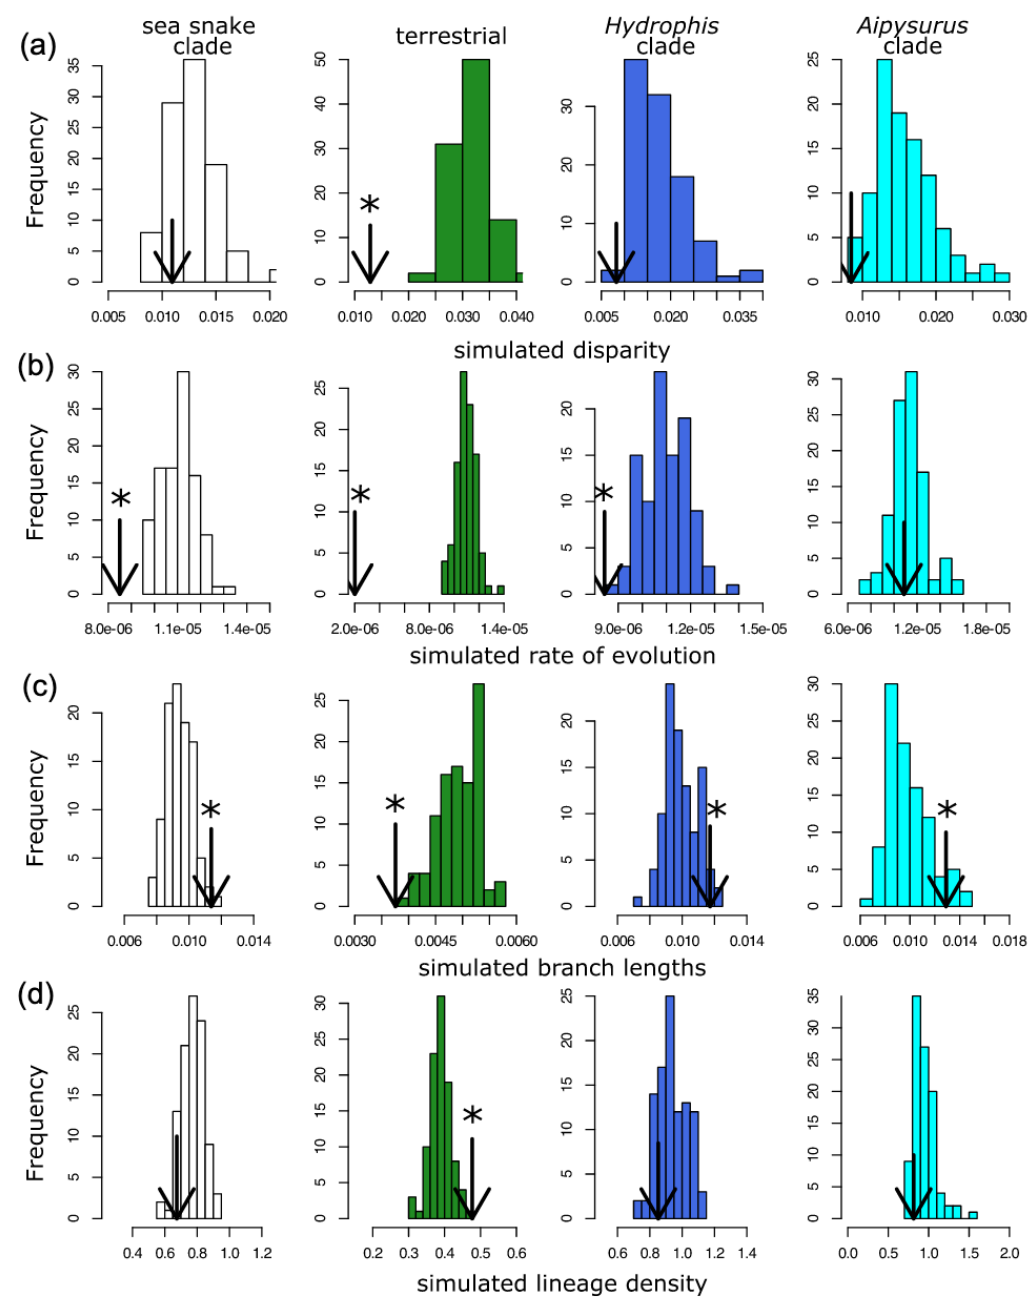 (a)
sea snake
clade
terrestrial
Hydrophis
clade
Aipysurus
clade
Frequency
0 5 10 15 20 25 30 35
0.005 0.010 0.015 0.020
0 10 20 30 40 50
*
0.010 0.020 0.030 0.040
0 10 20 30
0.005 0.015 0.025 0.035
0 5 10 15 20 25
0.010 0.020 0.030
simulated disparity
(b)
Frequency
0 5 10 15 20 25 30
*
8.0e-06 1.1e-05 1.4e-05
0 5 10 15 20 25
*
2.0e-06 8.0e-06 1.4e-05
0 5 10 15 20
*
9.0e-06 1.2e-05 1.5e-05
0 5 10 15 20 25 30
6.0e-06 1.2e-05 1.8e-05
simulated rate of evolution
(c)
Frequency
0 5 10 15 20
*
0.006 0.010 0.014
0 5 10 15 20 25
*
0.0030 0.0045 0.0060
0 5 10 15 20
*
0.006 0.010 0.014
0 5 10 15 20 25 30
*
0.006 0.010 0.014 0.018
simulated branch lengths
(d)
Frequency
0 5 10 15 20 25
0.4 0.6 0.8 1.0 1.2
0 5 10 15 20 25 30
*
0.2 0.3 0.4 0.5 0.6
0 5 10 15 20 25
0.6 0.8 1.0 1.2 1.4
0 5 10 15 20 25 30 35
0.0 0.5 1.0 1.5 2.0
simulated lineage density